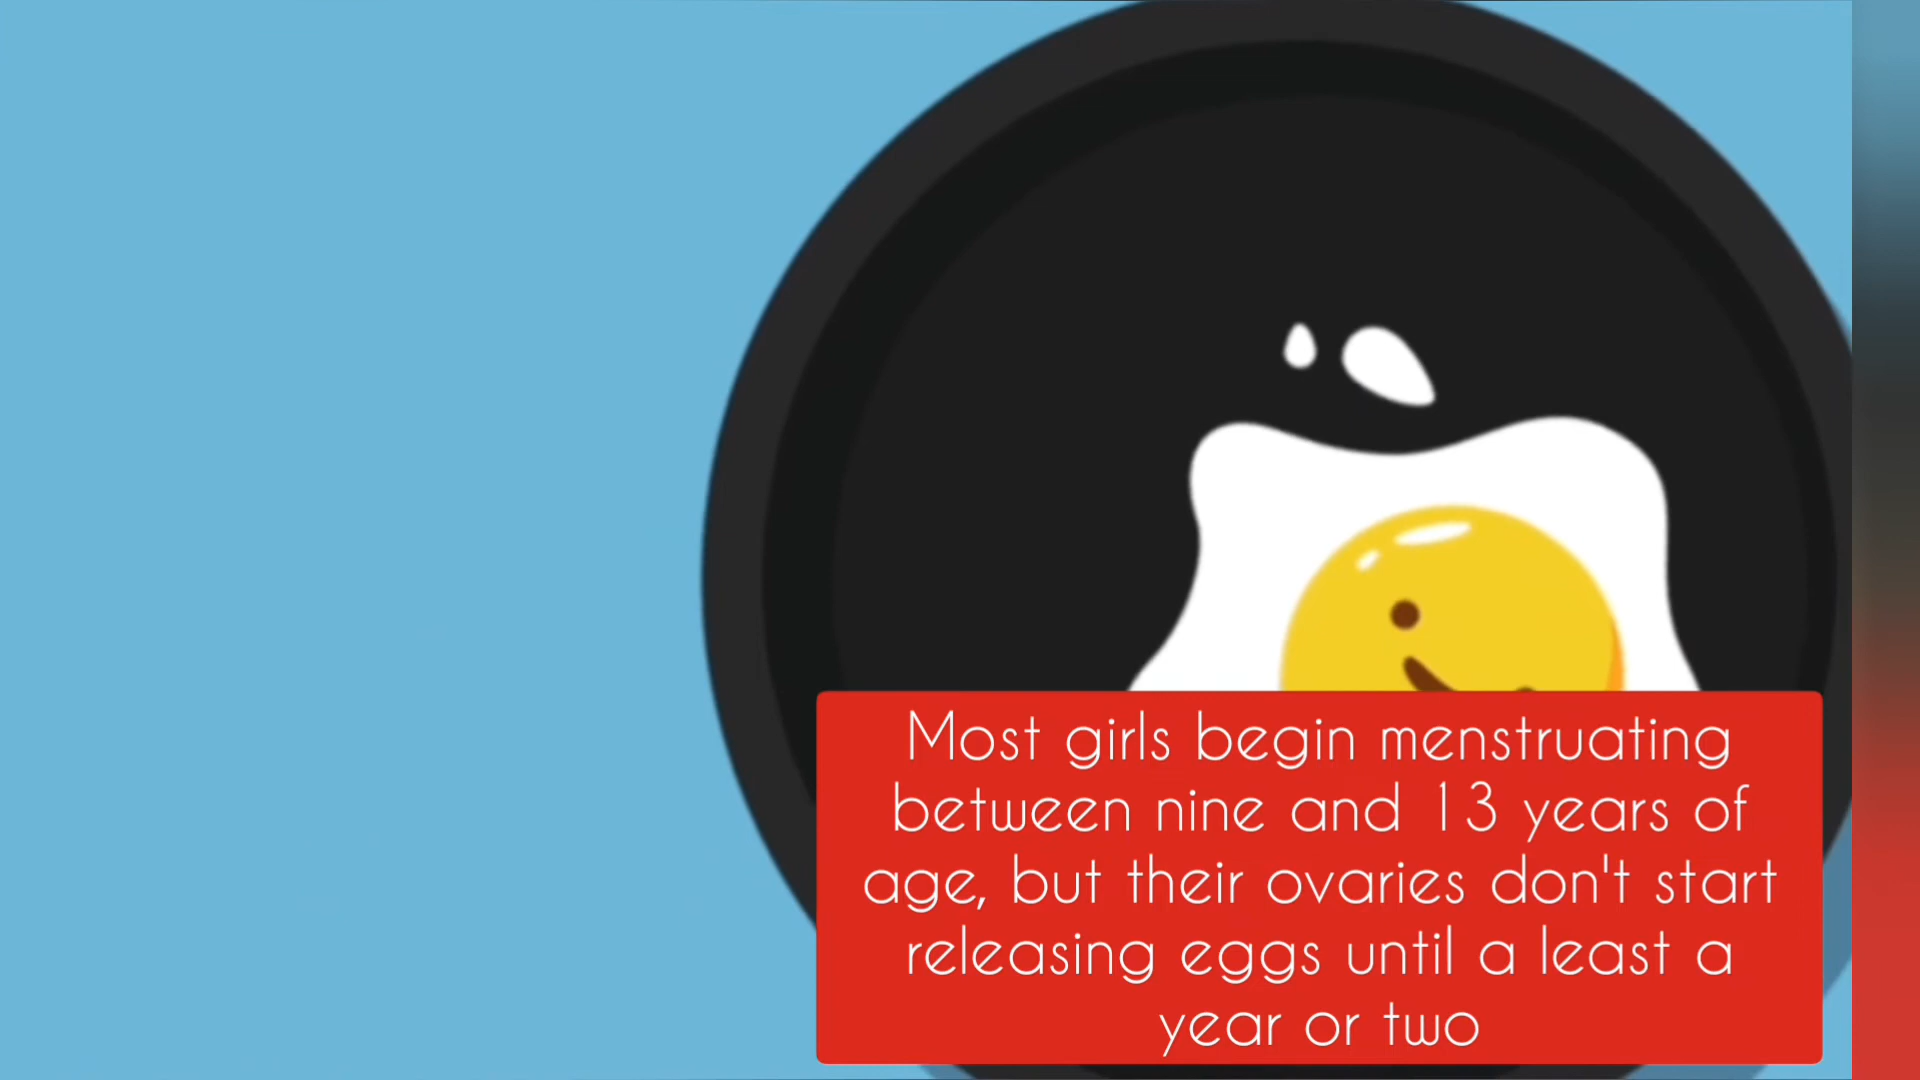 Most girls begin menstruating
between nine and 13 years of
age, but their ovaries don't start
releasing eggs until a least a
year or two